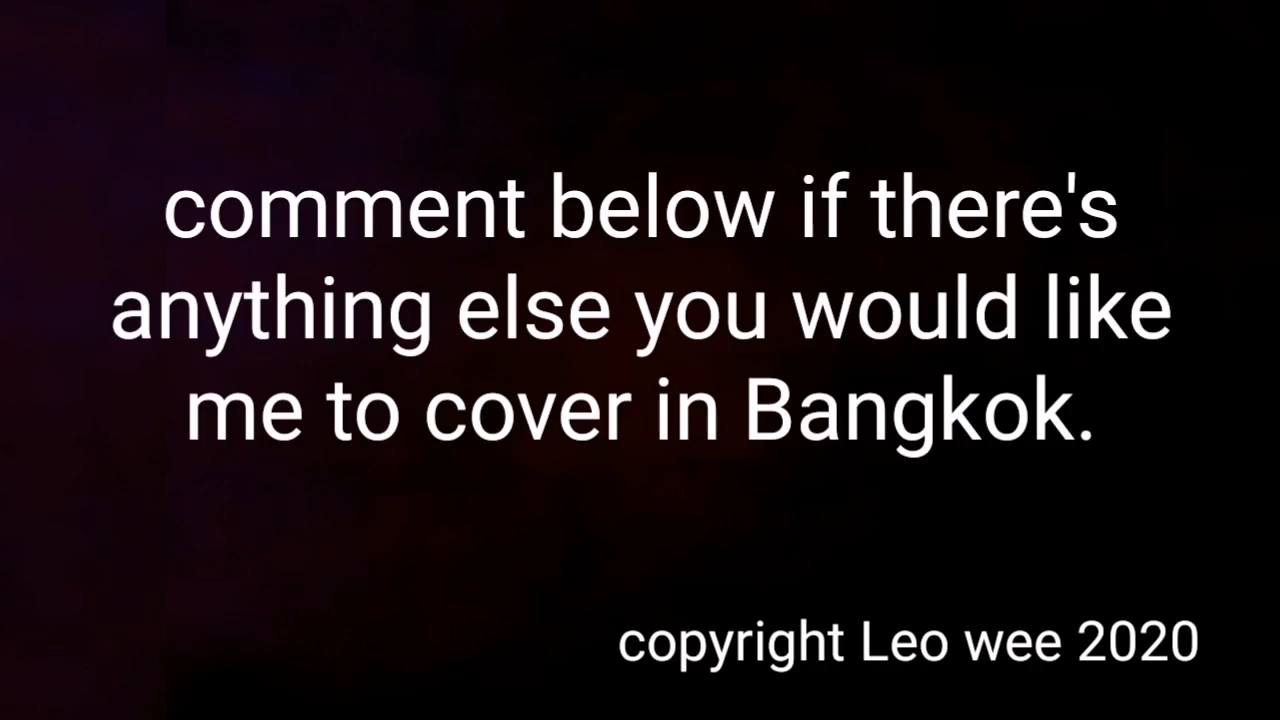 comment below if there's
anything else you would like
me to cover in Bangkok.
copyright Leo wee 2020